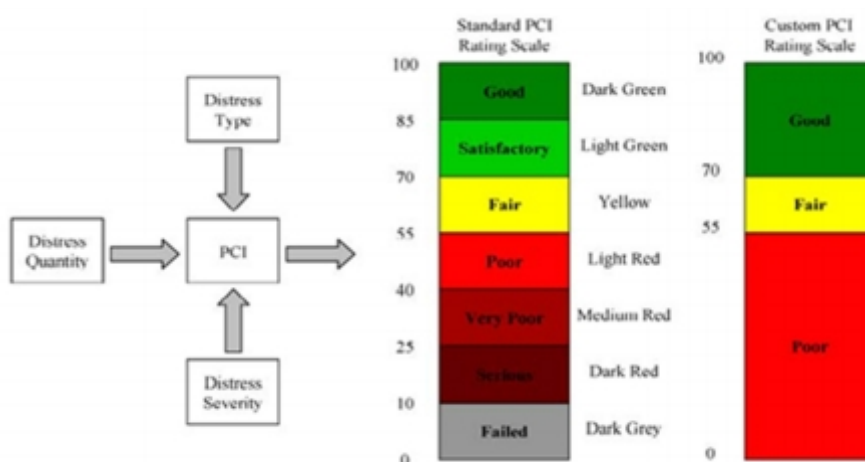 Standard PCI
Rating Scale
Custom PCI
Rating Scale
Distress
Type
Distress
Quantity
PCI
Distress
Severity
100
Good
Dark Green
85
Satisfactory
Light Green
70
Fair
Yellow
55
Poor
Light Red
40
Very Poor
Medium Red
25
Serious
Dark Red
10
Failed
Dark Grey
0
100
Good
70
Fair
55
Poor
0